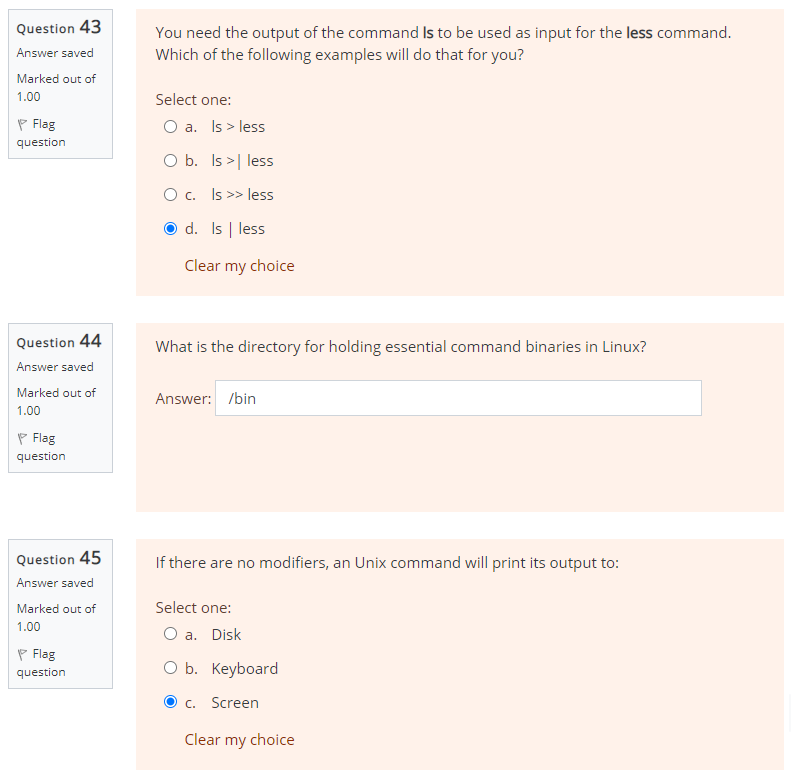 Question 43
Answer saved
Marked out of
1.00
Flag
question
You need the output of the command ls to be used as input for the less command.
Which of the following examples will do that for you?
Select one:
a. ls > less
b. ls >| less
c. ls >> less
d. ls | less
Clear my choice
Question 44
Answer saved
Marked out of
1.00
Flag
question
What is the directory for holding essential command binaries in Linux?
Answer: /bin
Question 45
Answer saved
Marked out of
1.00
Flag
question
If there are no modifiers, an Unix command will print its output to:
Select one:
a. Disk
b. Keyboard
c. Screen
Clear my choice